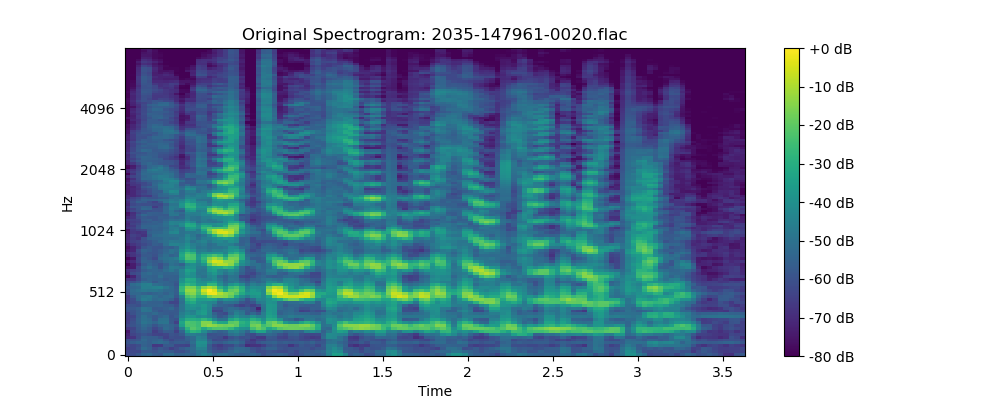 Original Spectrogram: 2035-147961-0020.flac
Hz
4096
2048
1024
512
0
0 0.5 1 1.5 2 2.5 3 3.5
Time
+0 dB
-10 dB
-20 dB
-30 dB
-40 dB
-50 dB
-60 dB
-70 dB
-80 dB